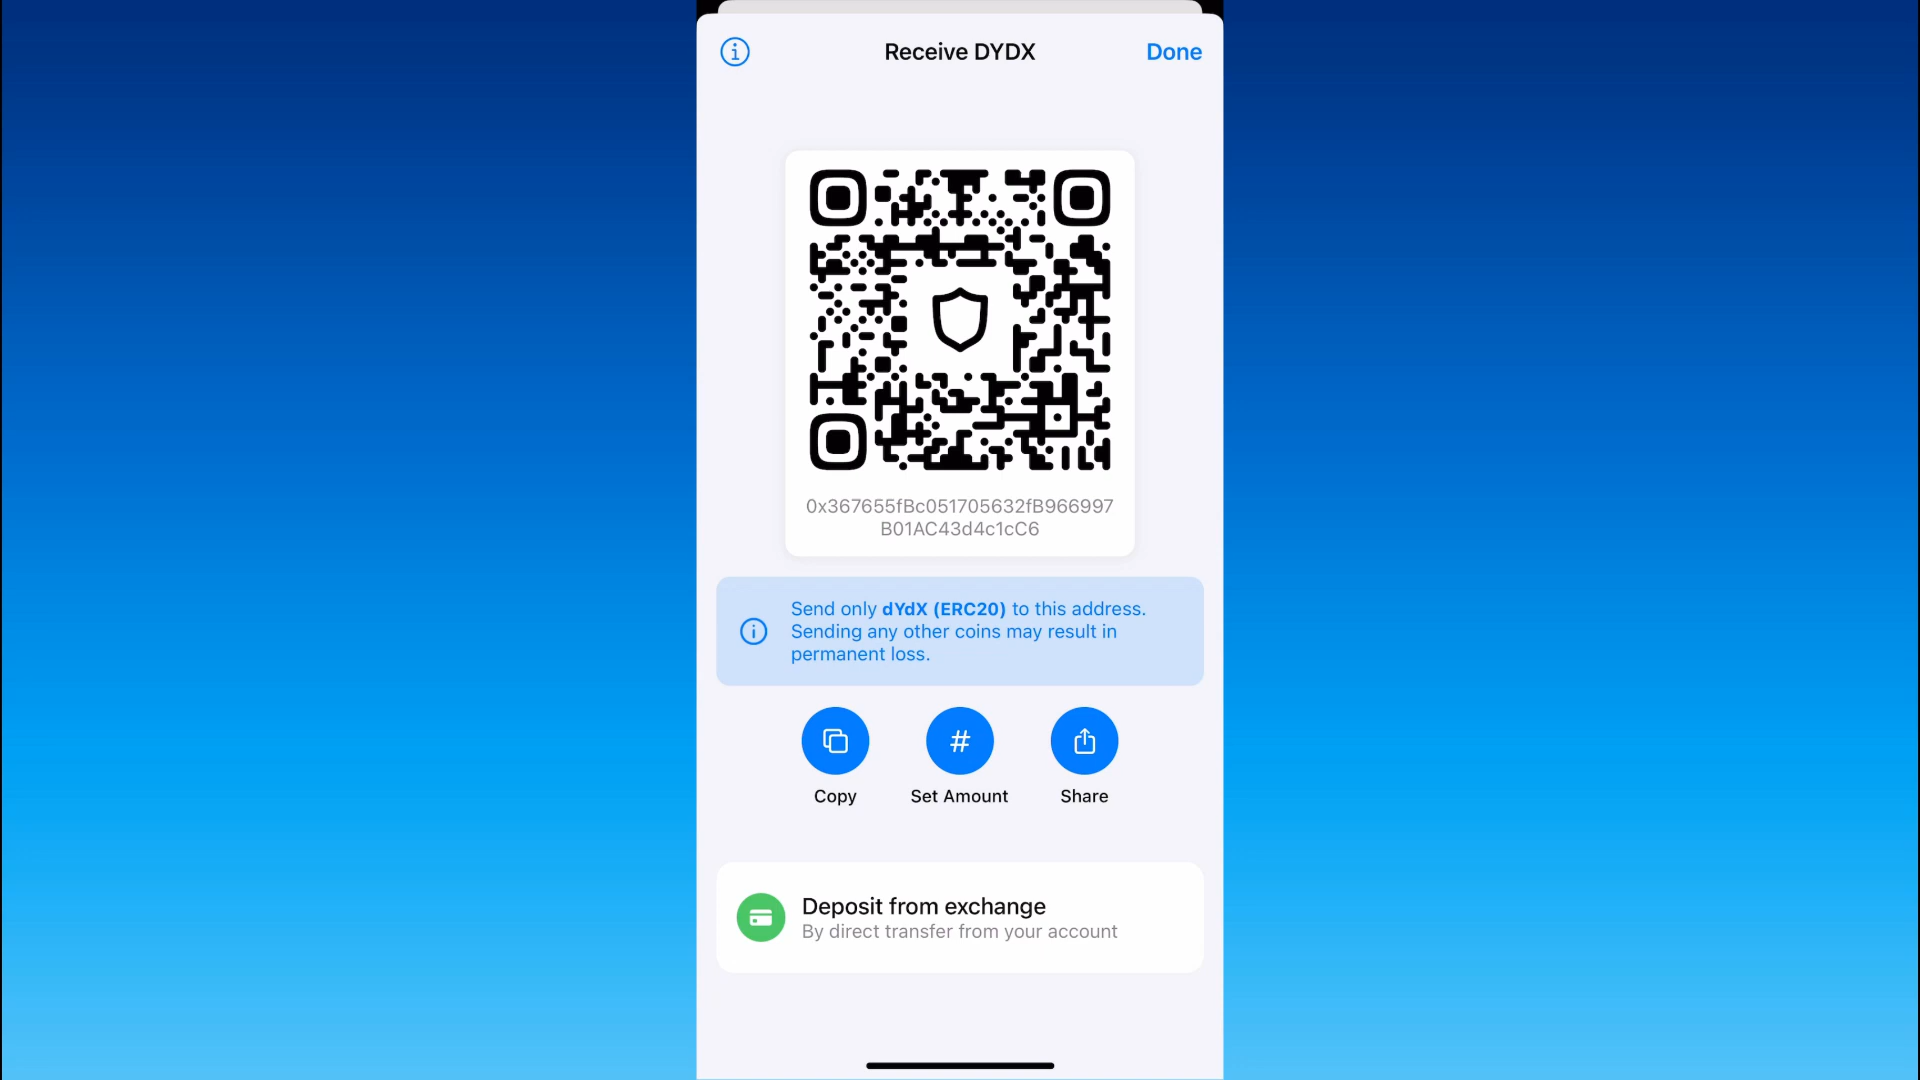 Receive DYDX
Done
0x367655fBc051705632fB966997
B01AC43d4c1cC6
Send only dYdX (ERC20) to this address.
Sending any other coins may result in
permanent loss.
#
Copy
Set Amount
Share
Deposit from exchange
By direct transfer from your account